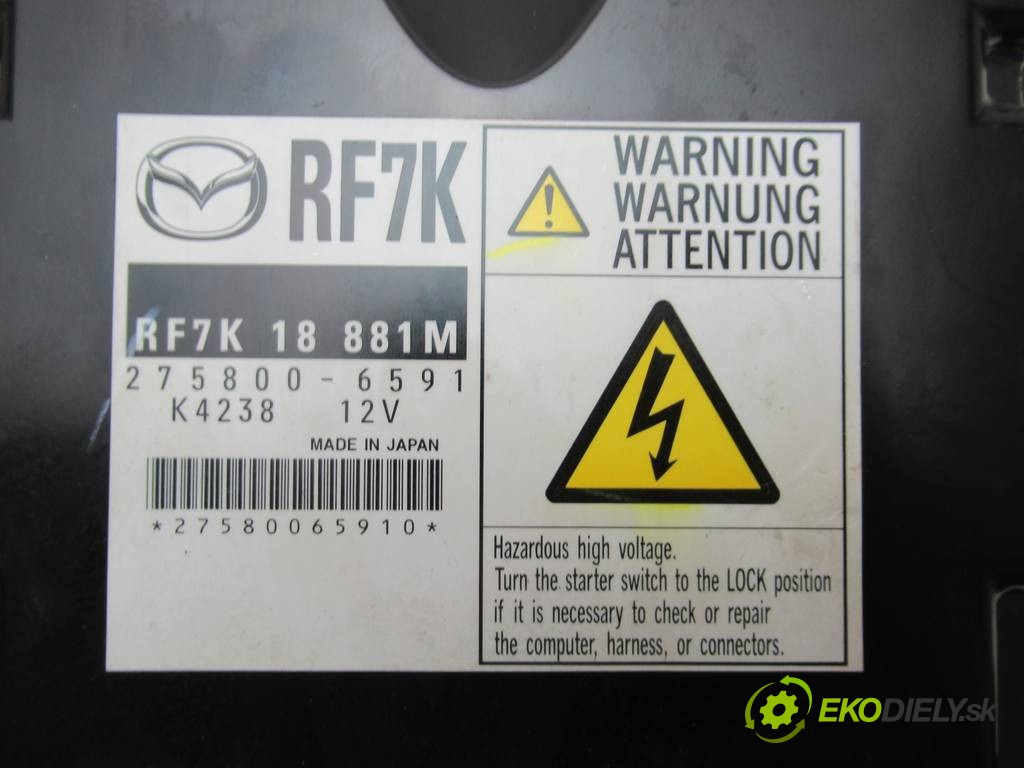 RF7K
RF7K 18 881M
275800-6591
K4238 12V
MADE IN JAPAN
*27580065910*
WARNING
WARNUNG
ATTENTION
Hazardous high voltage.
Turn the starter switch to the LOCK position
if it is necessary to check or repair
the computer, harness, or connectors.
EKODIELY.sk